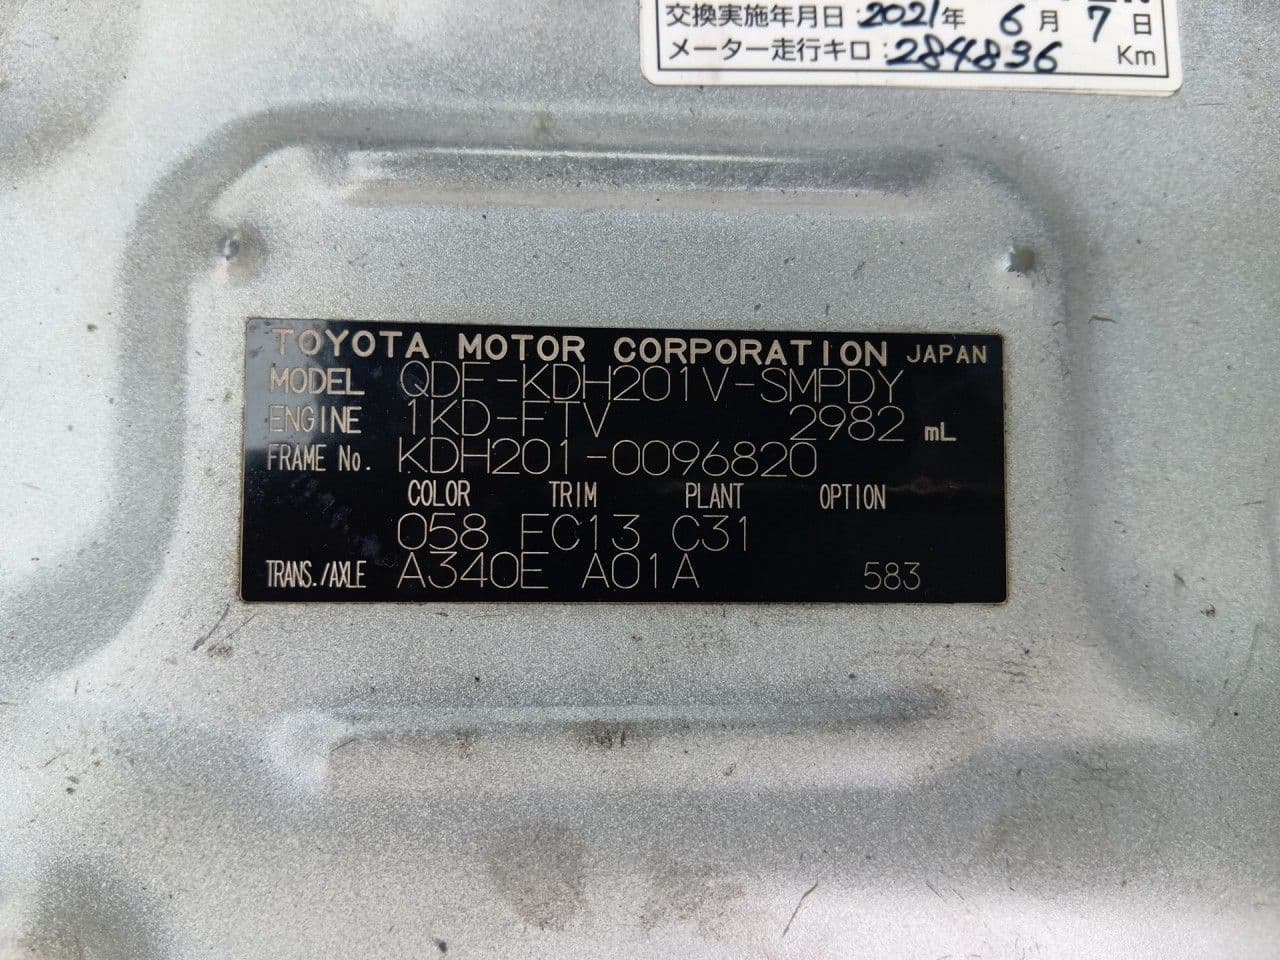 交換実施年月日:2021年 6月 7日
メーター走行キロ:284836 Km
TOYOTA MOTOR CORPORATION JAPAN
MODEL QDF-KDH201V-SMPDY
ENGINE 1KD-FTV 2982 mL
FRAME No. KDH201-0096820
COLOR TRIM PLANT OPTION
058 FC13 C31
TRANS./AXLE A340E A01A 583